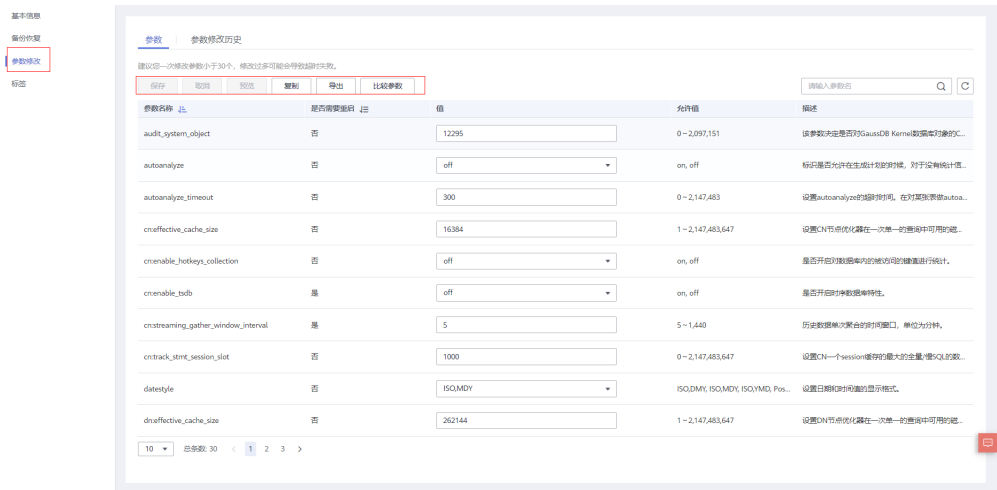 基本信息
备份恢复
参数修改
标签
参数 参数修改历史
建议您一次修改参数小于30个，修改过多可能会导致超时失败。
保存 取消 预览 复制 导出 比较参数 请输入参数名
参数名称 是否需要重启 值 允许值 描述
audit_system_object 否 12295 0 ~ 2,097,151 该参数决定是否对GaussDB Kernel数据库对象的C...
autoanalyze 否 off on, off 标识是否允许在生成计划的时候，对于没有统计信...
autoanalyze_timeout 否 300 0 ~ 2,147,483 设置autoanalyze的超时时间。在对某张表做autoa...
cn:effective_cache_size 否 16384 1 ~ 2,147,483,647 设置CN节点优化器在一次单一的查询中可用的磁...
cn:enable_hotkeys_collection 否 off on, off 是否开启对数据库内的被访问的键值进行统计。
cn:enable_tsdb 是 off on, off 是否开启时序数据库特性。
cn:streaming_gather_window_interval 是 5 5 ~ 1,440 历史数据单次聚合的时间窗口，单位为分钟。
cn:track_stmt_session_slot 否 1000 0 ~ 2,147,483,647 设置CN一个session缓存的最大的全量/慢SQL的数...
datestyle 否 ISO,MDY ISO,DMY, ISO,MDY, ISO,YMD, Pos... 设置日期和时间值的显示格式。
dn:effective_cache_size 否 262144 1 ~ 2,147,483,647 设置DN节点优化器在一次单一的查询中可用的磁...
10 总条数: 30 < 1 2 3 >